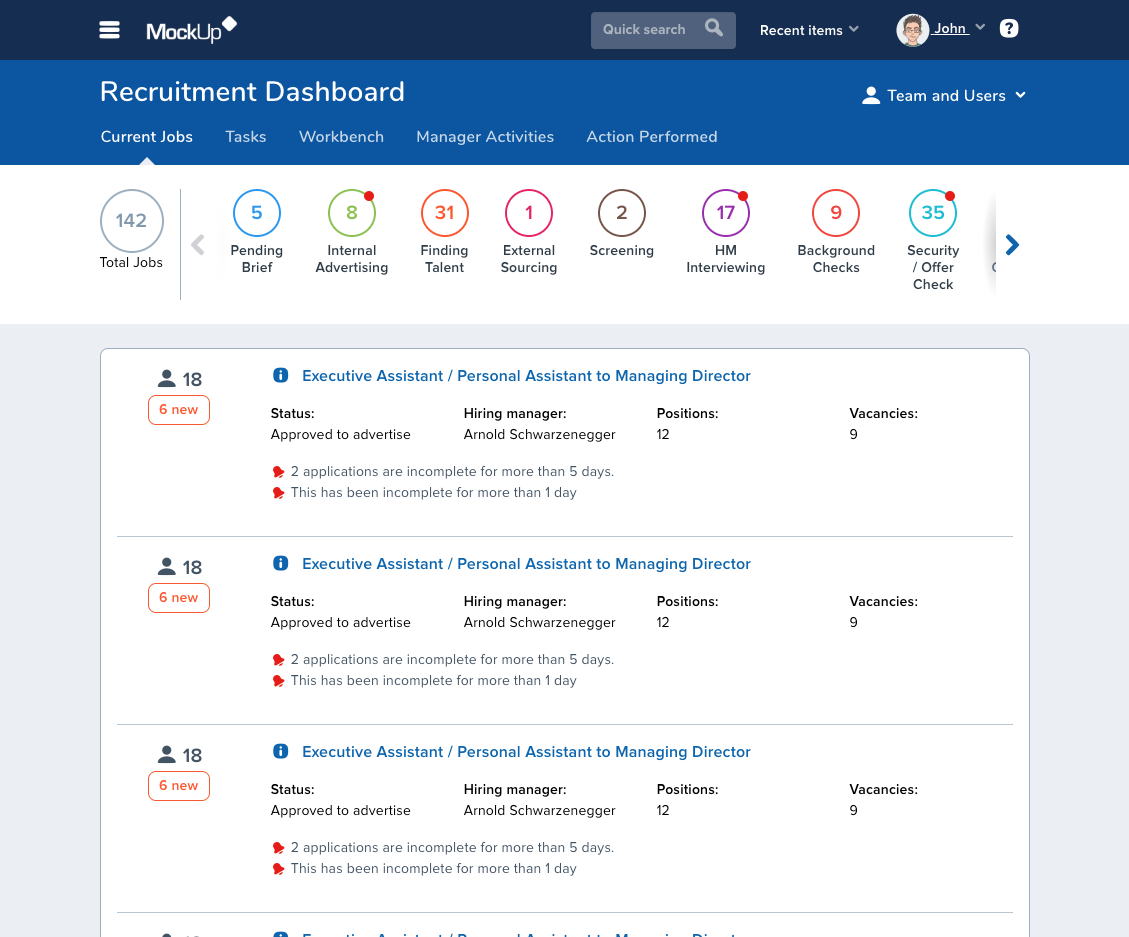 MockUp
Quick search
Recent items
John
?
Recruitment Dashboard
Team and Users
Current Jobs Tasks Workbench Manager Activities Action Performed
142
Total Jobs
5
Pending
Brief
8
Internal
Advertising
31
Finding
Talent
1
External
Sourcing
2
Screening
17
HM
Interviewing
9
Background
Checks
35
Security
/ Offer
Check
18
6 new
Executive Assistant / Personal Assistant to Managing Director
Status: Hiring manager: Positions: Vacancies:
Approved to advertise Arnold Schwarzenegger 12 9
2 applications are incomplete for more than 5 days.
This has been incomplete for more than 1 day
18
6 new
Executive Assistant / Personal Assistant to Managing Director
Status: Hiring manager: Positions: Vacancies:
Approved to advertise Arnold Schwarzenegger 12 9
2 applications are incomplete for more than 5 days.
This has been incomplete for more than 1 day
18
6 new
Executive Assistant / Personal Assistant to Managing Director
Status: Hiring manager: Positions: Vacancies:
Approved to advertise Arnold Schwarzenegger 12 9
2 applications are incomplete for more than 5 days.
This has been incomplete for more than 1 day